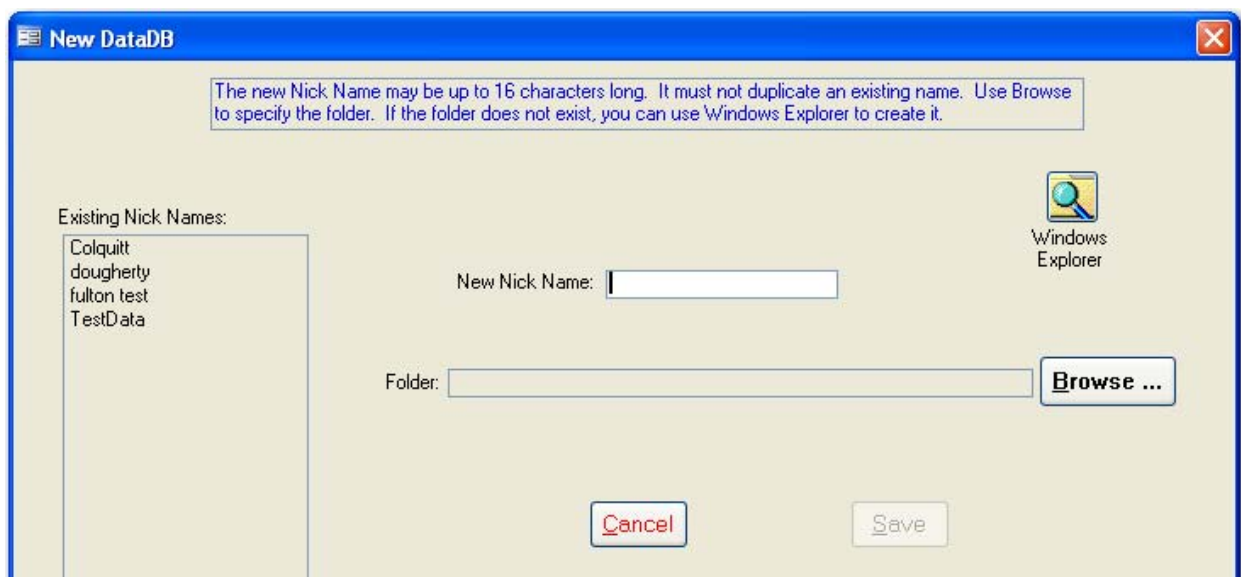 New DataDB
The new Nick Name may be up to 16 characters long.  It must not duplicate an existing name.  Use Browse
to specify the folder.  If the folder does not exist, you can use Windows Explorer to create it.
Windows
Explorer
Existing Nick Names:
Colquitt
dougherty
fulton test
TestData
New Nick Name:
Folder:
Browse ...
Cancel
Save